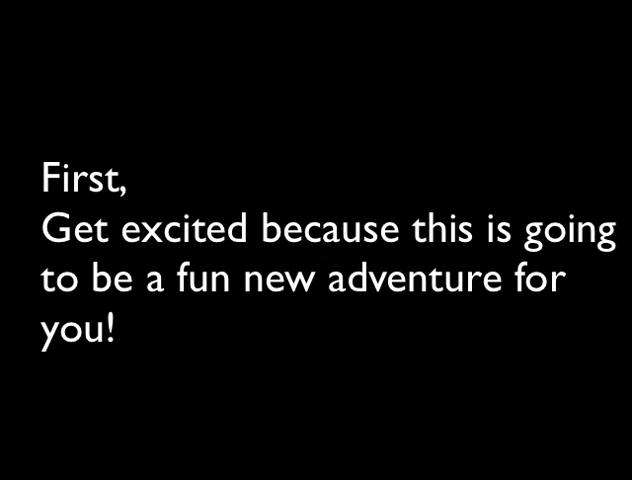 First,
Get excited because this is going
to be a fun new adventure for
you!